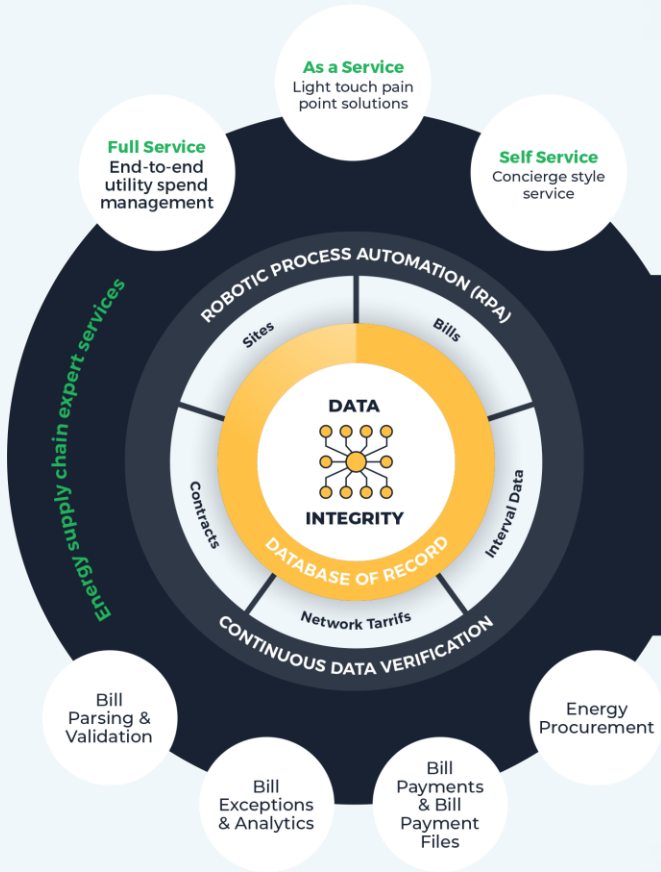 As a Service
Light touch pain
point solutions
Full Service
End-to-end
utility spend
management
Self Service
Concierge style
service
Energy supply chain expert services
ROBOTIC PROCESS AUTOMATION (RPA)
Sites
Bills
Contracts
Interval Data
Network Tarrifs
DATA
INTEGRITY
DATABASE OF RECORD
CONTINUOUS DATA VERIFICATION
Bill
Parsing &
Validation
Bill
Exceptions
& Analytics
Bill
Payments
& Bill
Payment
Files
Energy
Procurement